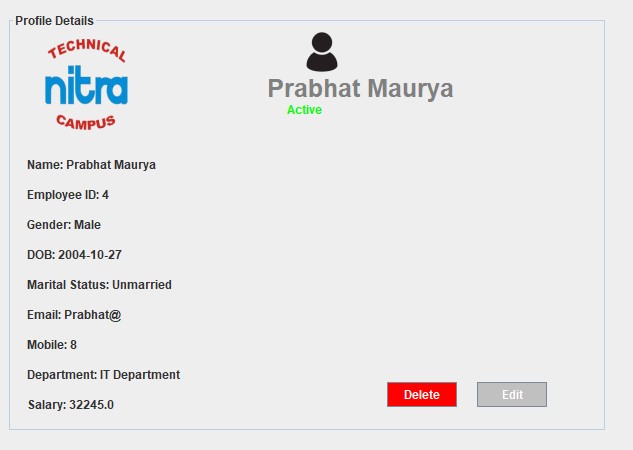 Profile Details
TECHNICAL
nitra
CAMPUS
Prabhat Maurya
Active
Name: Prabhat Maurya
Employee ID: 4
Gender: Male
DOB: 2004-10-27
Marital Status: Unmarried
Email: Prabhat@
Mobile: 8
Department: IT Department
Salary: 32245.0
Delete
Edit